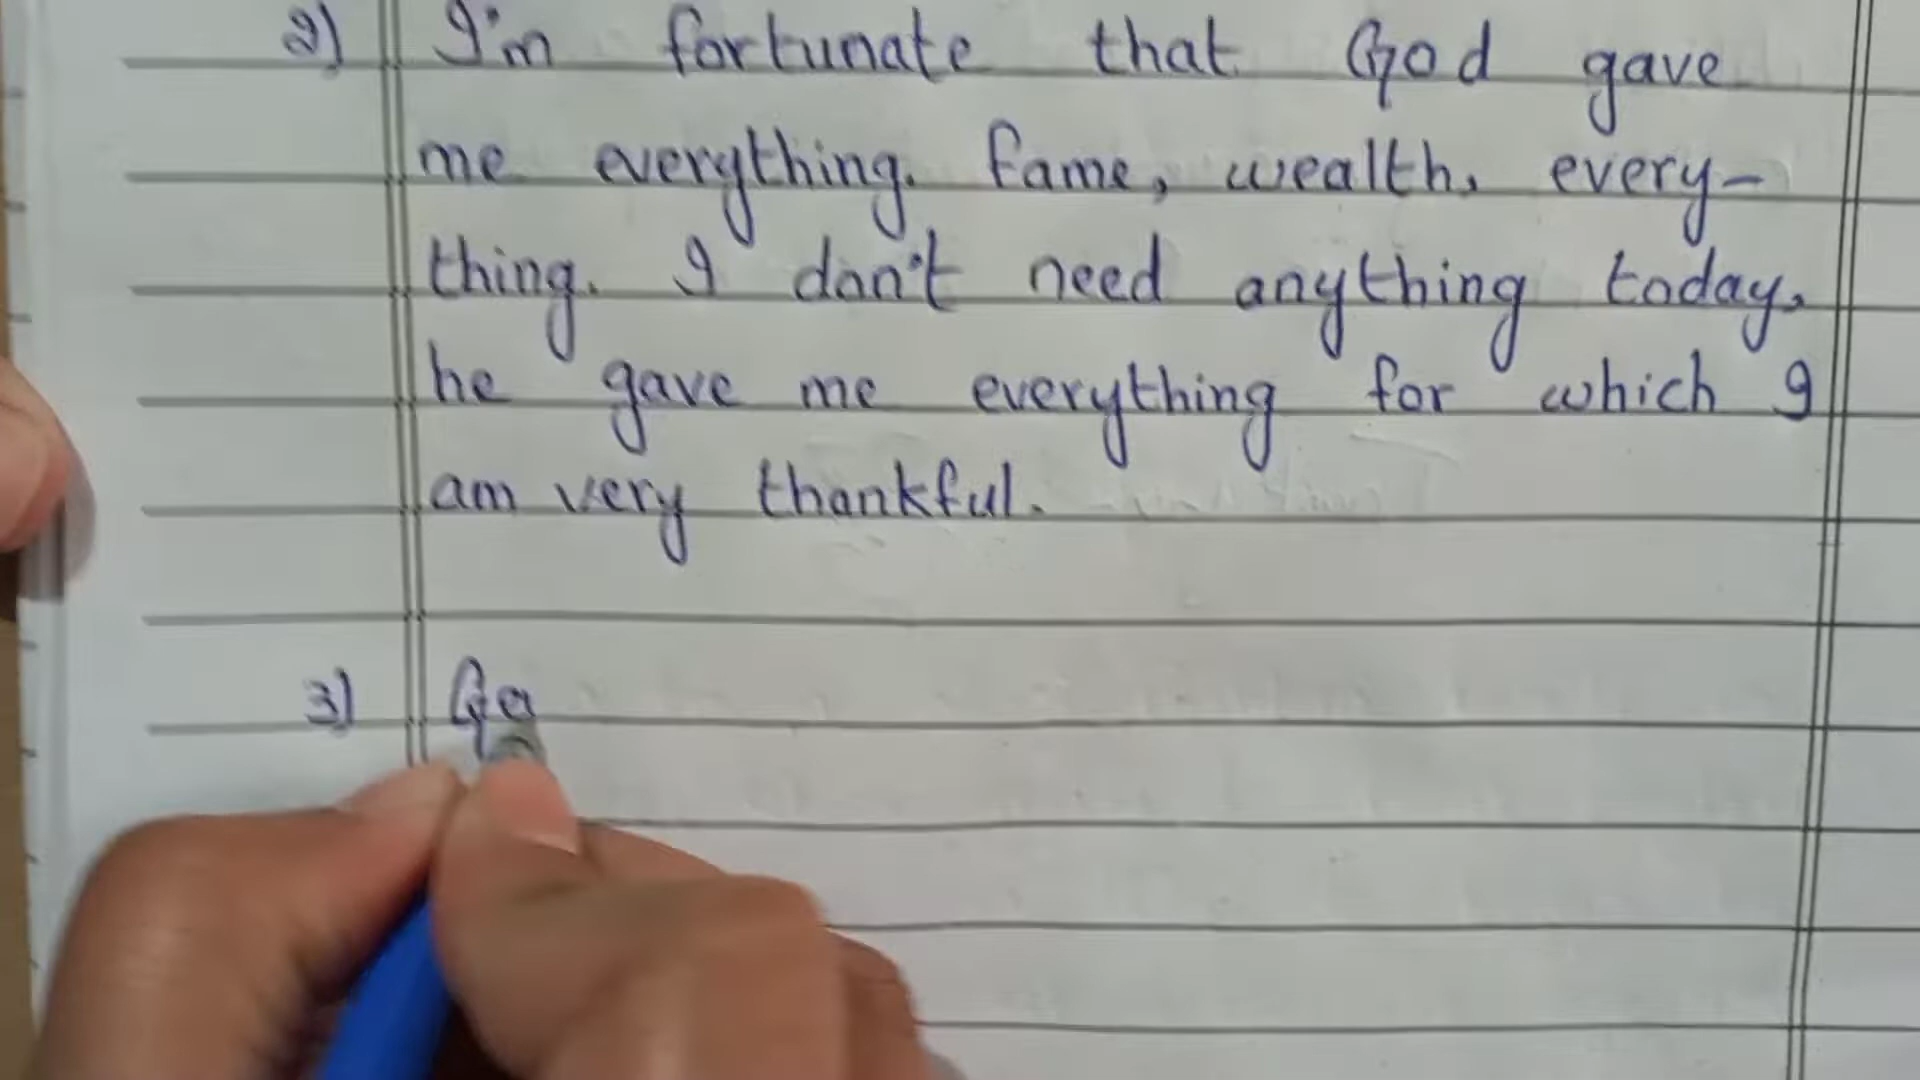 2) I'm fortunate that God gave
me everything. Fame, wealth, every-
thing. I don't need anything today,
he gave me everything for which I
am very thankful.
3) Go